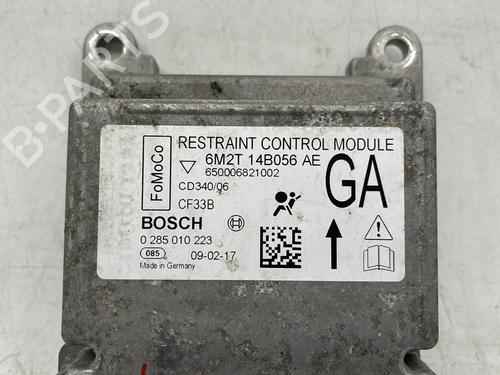 B-PARTS
FoMoCo
RESTRAINT CONTROL MODULE
6M2T 14B056 AE
650006821002
CD340/06
CF33B
GA
BOSCH
0 285 010 223
085 09-02-17
Made in Germany